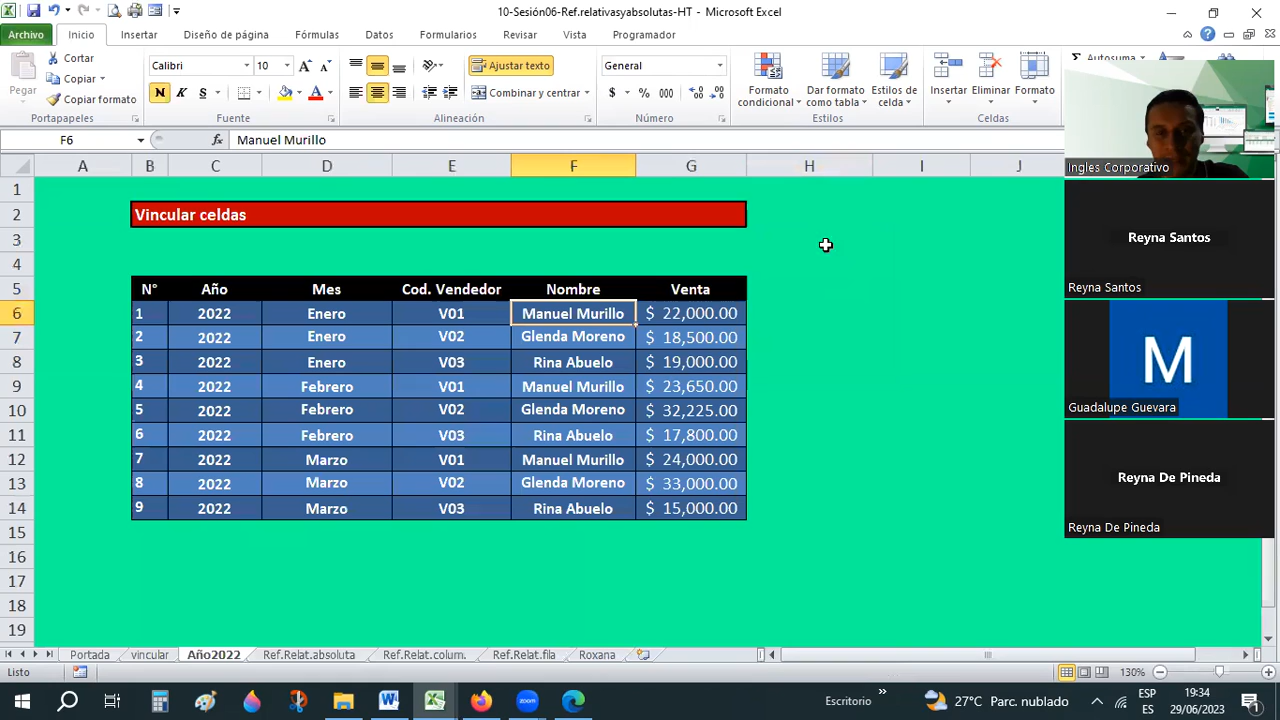 10-Sesión06-Ref.relativasyabsolutas-HT - Microsoft Excel
Archivo Inicio Insertar Diseño de página Fórmulas Datos Formularios Revisar Vista Programador
Pegar Cortar Copiar Copiar formato
Calibri 10
N K S
Ajustar texto
Combinar y centrar
General
$ % 000
Formato condicional
Dar formato como tabla
Estilos de celda
Insertar Eliminar Formato
Σ Autosuma
Portapapeles Fuente Alineación Número Estilos Celdas
F6 fx Manuel Murillo
A B C D E F G H I J
1
2 Vincular celdas
3
4
5 N° Año Mes Cod. Vendedor Nombre Venta
6 1 2022 Enero V01 Manuel Murillo $ 22,000.00
7 2 2022 Enero V02 Glenda Moreno $ 18,500.00
8 3 2022 Enero V03 Rina Abuelo $ 19,000.00
9 4 2022 Febrero V01 Manuel Murillo $ 23,650.00
10 5 2022 Febrero V02 Glenda Moreno $ 32,225.00
11 6 2022 Febrero V03 Rina Abuelo $ 17,800.00
12 7 2022 Marzo V01 Manuel Murillo $ 24,000.00
13 8 2022 Marzo V02 Glenda Moreno $ 33,000.00
14 9 2022 Marzo V03 Rina Abuelo $ 15,000.00
15
16
17
18
19
Ingles Corporativo
Reyna Santos
Reyna Santos
M
Guadalupe Guevara
Reyna De Pineda
Reyna De Pineda
Portada vincular Año2022 Ref.Relat.absoluta Ref.Relat.colum. Ref.Relat.fila Roxana
Listo 130%
W zoom Escritorio 27°C Parc. nublado ESP ES 19:34 29/06/2023 1